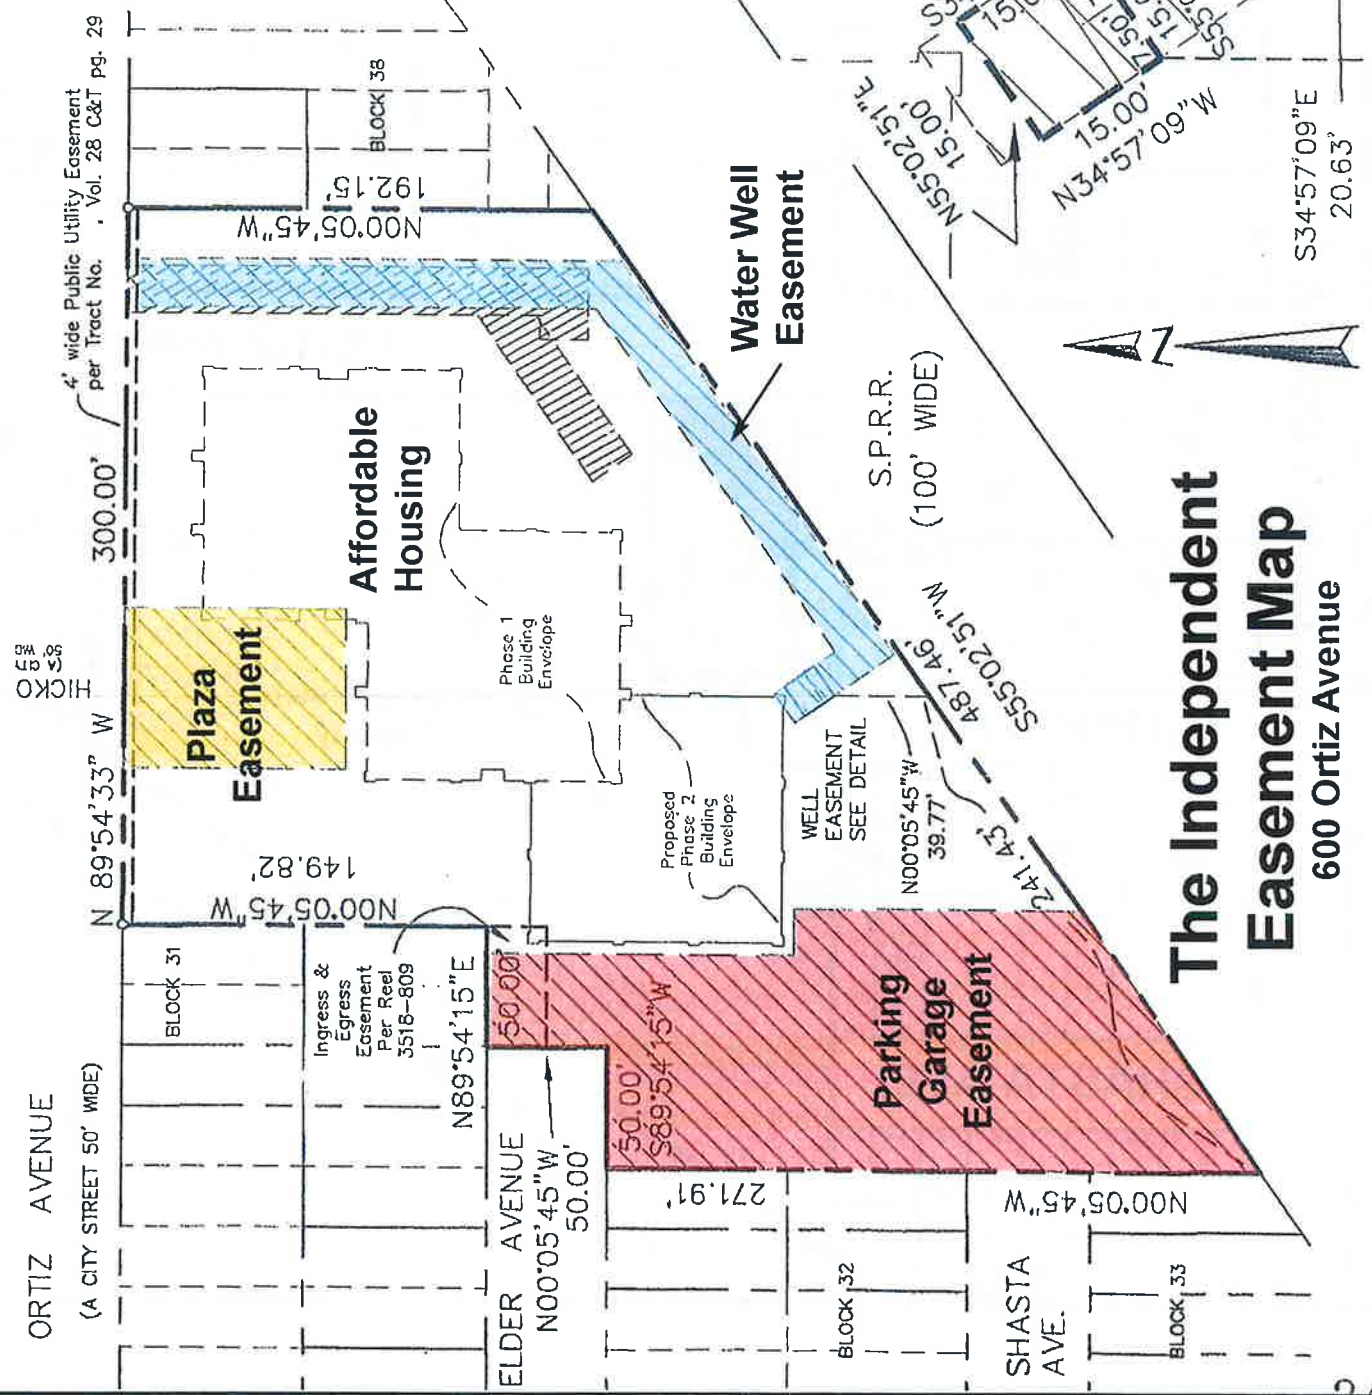 ORTIZ AVENUE
(A CITY STREET 50' WIDE)
N 89°54'33" W
300.00'
HICKO
4' wide Public Utility Easement
per Tract No.     , Vol. 28 C&T pg. 29
BLOCK 38
192.15'
N00°05'45"W
BLOCK 31
149.82'
N00°05'45"W
Plaza
Easement
Affordable
Housing
Phase 1
Building
Envelope
Proposed
Phase 2
Building
Envelope
Ingress &
Egress
Easement
Per Reel
3518-809
N89°54'15"E
50.00'
ELDER AVENUE
N00°05'45"W
50.00'
50.00'
S89°54'15"W
271.91'
N00°05'45"W
Parking
Garage
Easement
BLOCK 32
SHASTA
AVE.
BLOCK 33
WELL
EASEMENT
SEE DETAIL
N00°05'45"W
39.77'
241.43'
487.46'
S55°02'51"W
Water Well
Easement
S.P.R.R.
(100' WIDE)
N55°02'51"E
15.00'
15.00'
N34°57'09"W
S34°57'09"E
20.63'
7.50'
N
The Independent
Easement Map
600 Ortiz Avenue